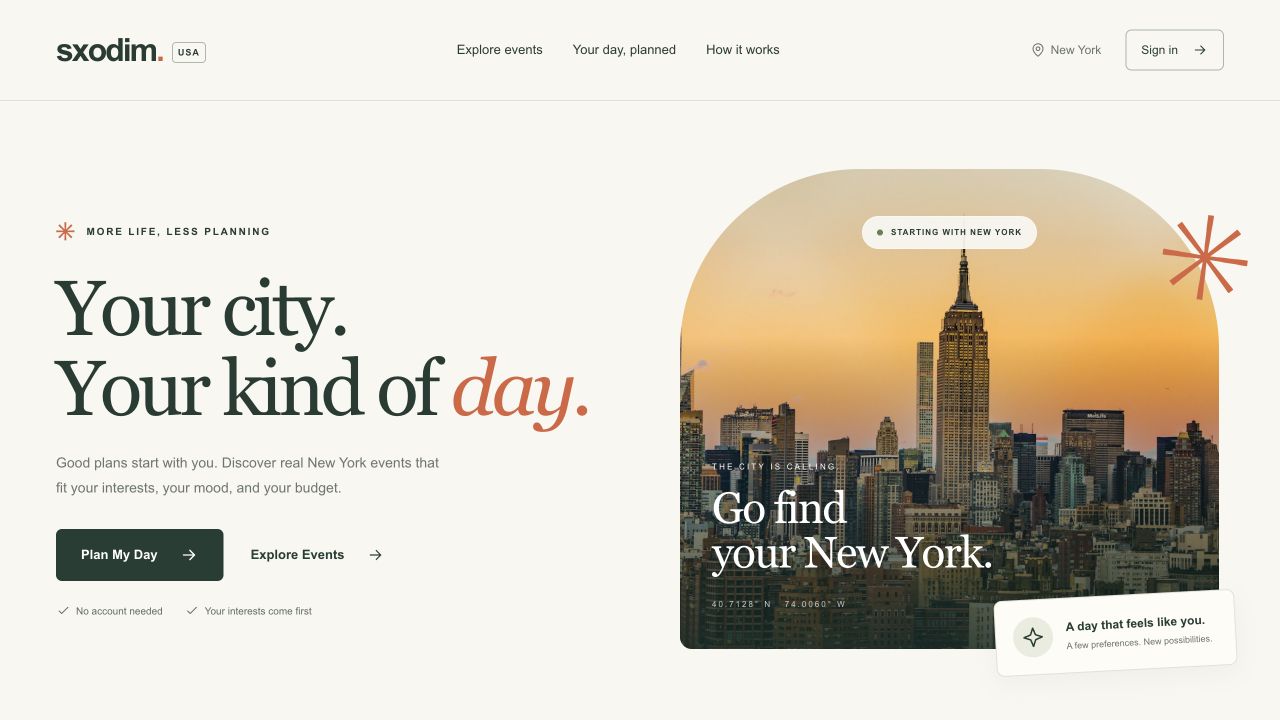 sxodim. USA
Explore events
Your day, planned
How it works
New York
Sign in
MORE LIFE, LESS PLANNING
Your city.
Your kind of day.
Good plans start with you. Discover real New York events that
fit your interests, your mood, and your budget.
Plan My Day
Explore Events
No account needed
Your interests come first
STARTING WITH NEW YORK
MetLife
THE CITY IS CALLING
Go find
your New York.
40.7128° N 74.0060° W
A day that feels like you.
A few preferences. New possibilities.